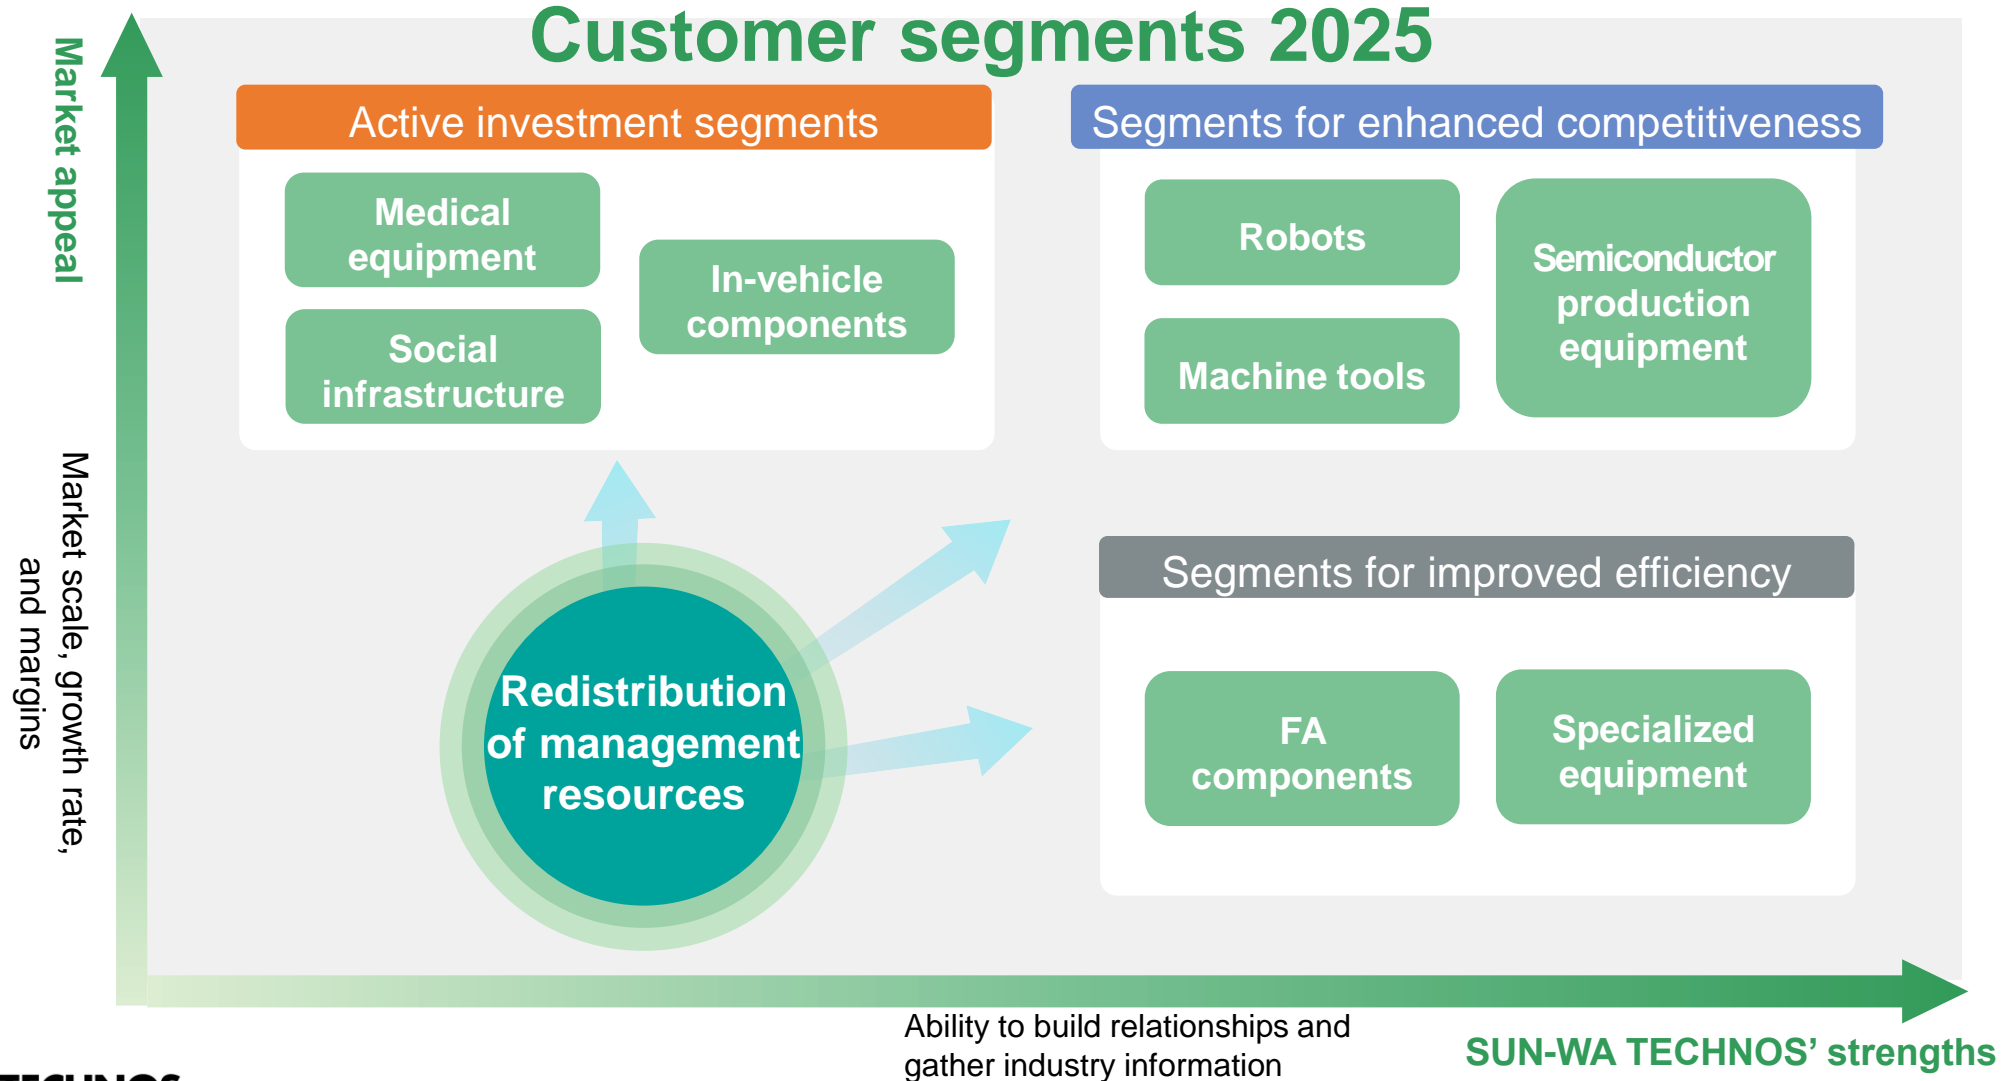 Customer segments 2025
Market appeal
Market scale, growth rate,
and margins
Active investment segments
Medical
equipment
Social
infrastructure
In-vehicle
components
Segments for enhanced competitiveness
Robots
Machine tools
Semiconductor
production
equipment
Redistribution
of management
resources
Segments for improved efficiency
FA
components
Specialized
equipment
Ability to build relationships and
gather industry information
SUN-WA TECHNOS’ strengths
TECHNOS